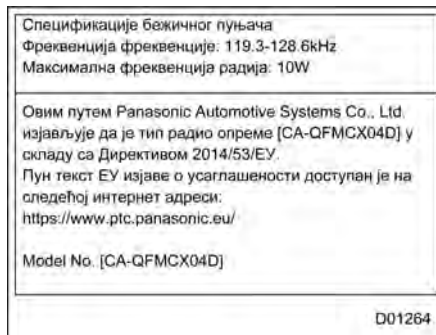 Спецификације бежичног пуњача
Фреквенција фреквенције: 119.3-128.6kHz
Максимална фреквенција радија: 10W
Овим путем Panasonic Automotive Systems Co., Ltd.
изјављује да је тип радио опреме [CA-QFMCX04D] у
складу са Директивом 2014/53/ЕУ.
Пун текст ЕУ изјаве о усаглашености доступан је на
следећој интернет адреси:
https://www.ptc.panasonic.eu/
Model No. [CA-QFMCX04D]
D01264